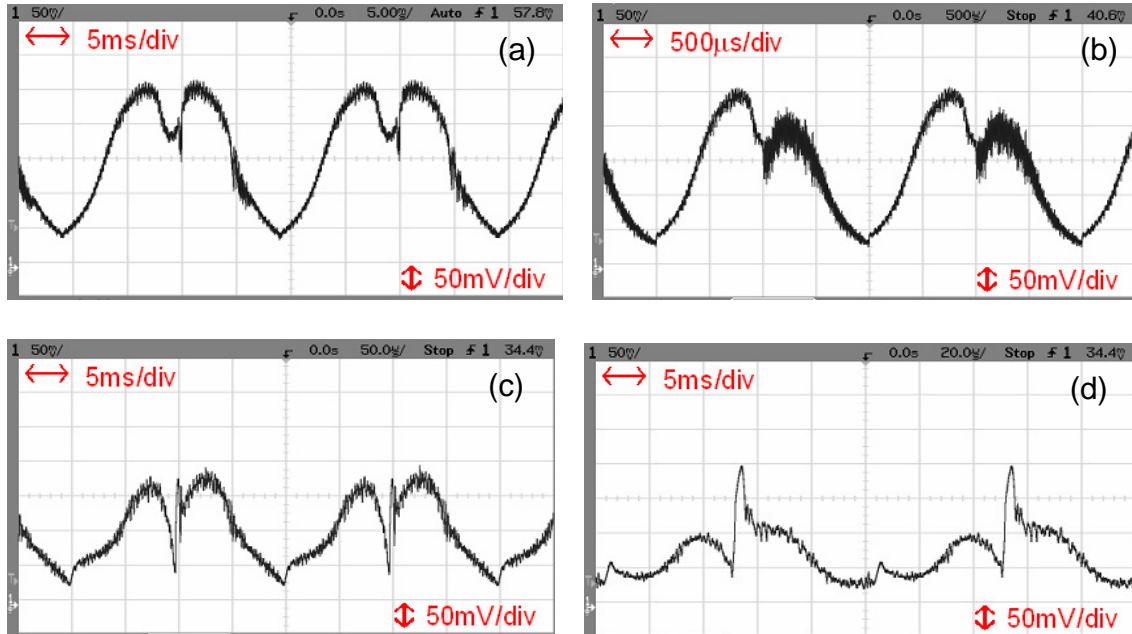 1 50mV/ 0.0s 5.00ms/ Auto 1 57.8mV
5ms/div
(a)
50mV/div
1 50mV/ 0.0s 500us/ Stop 1 40.6mV
500μs/div
(b)
50mV/div
1 50mV/ 0.0s 50.0us/ Stop 1 34.4mV
5ms/div
(c)
50mV/div
1 50mV/ 0.0s 20.0us/ Stop 1 34.4mV
5ms/div
(d)
50mV/div